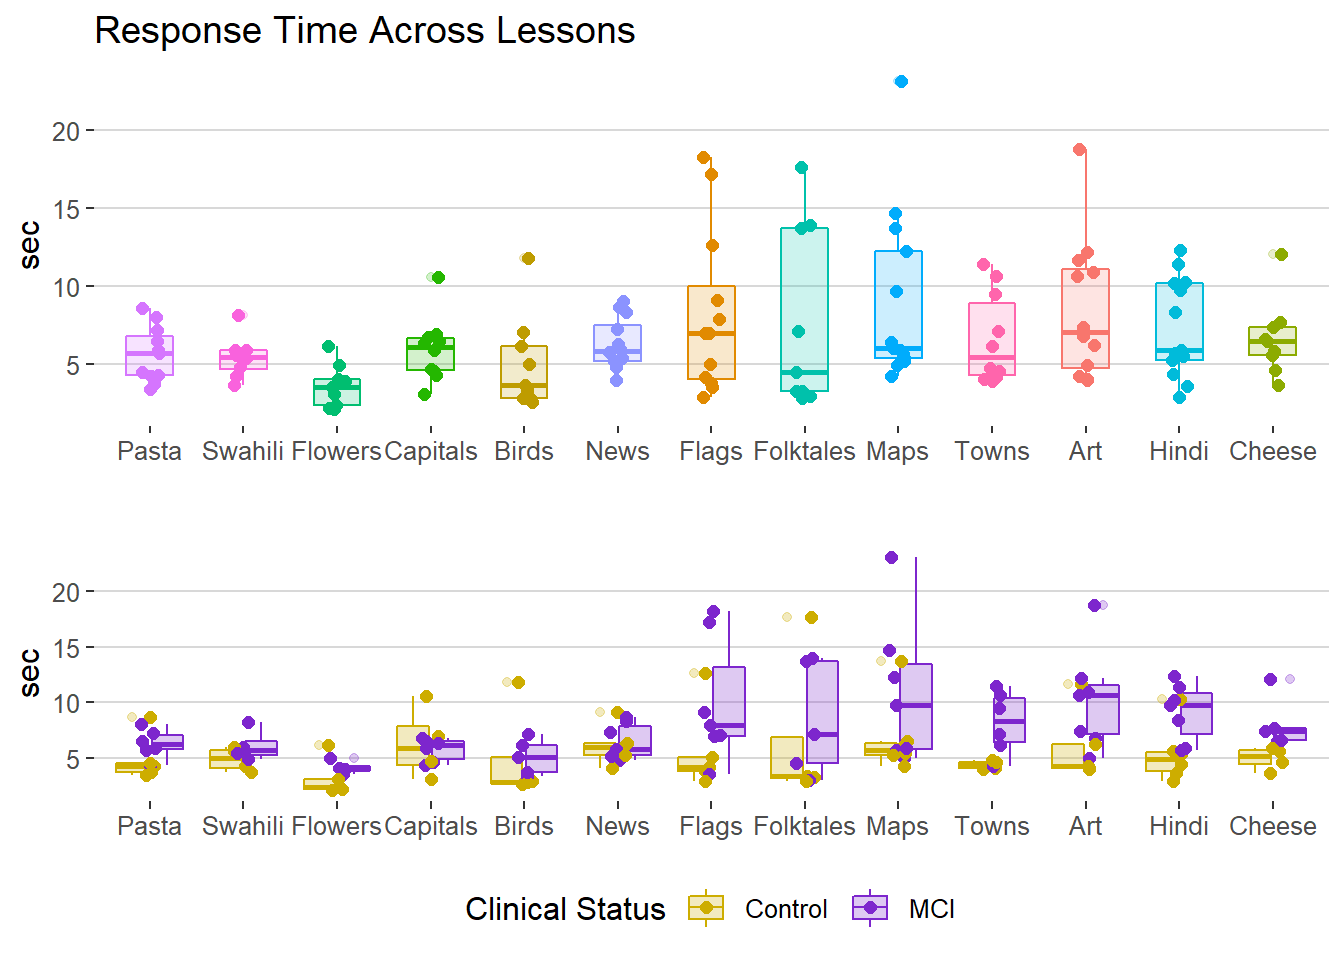 Response Time Across Lessons
sec
20
15
10
5
Pasta Swahili Flowers Capitals Birds News Flags Folktales Maps Towns Art Hindi Cheese
sec
20
15
10
5
Pasta Swahili Flowers Capitals Birds News Flags Folktales Maps Towns Art Hindi Cheese
Clinical Status Control MCI